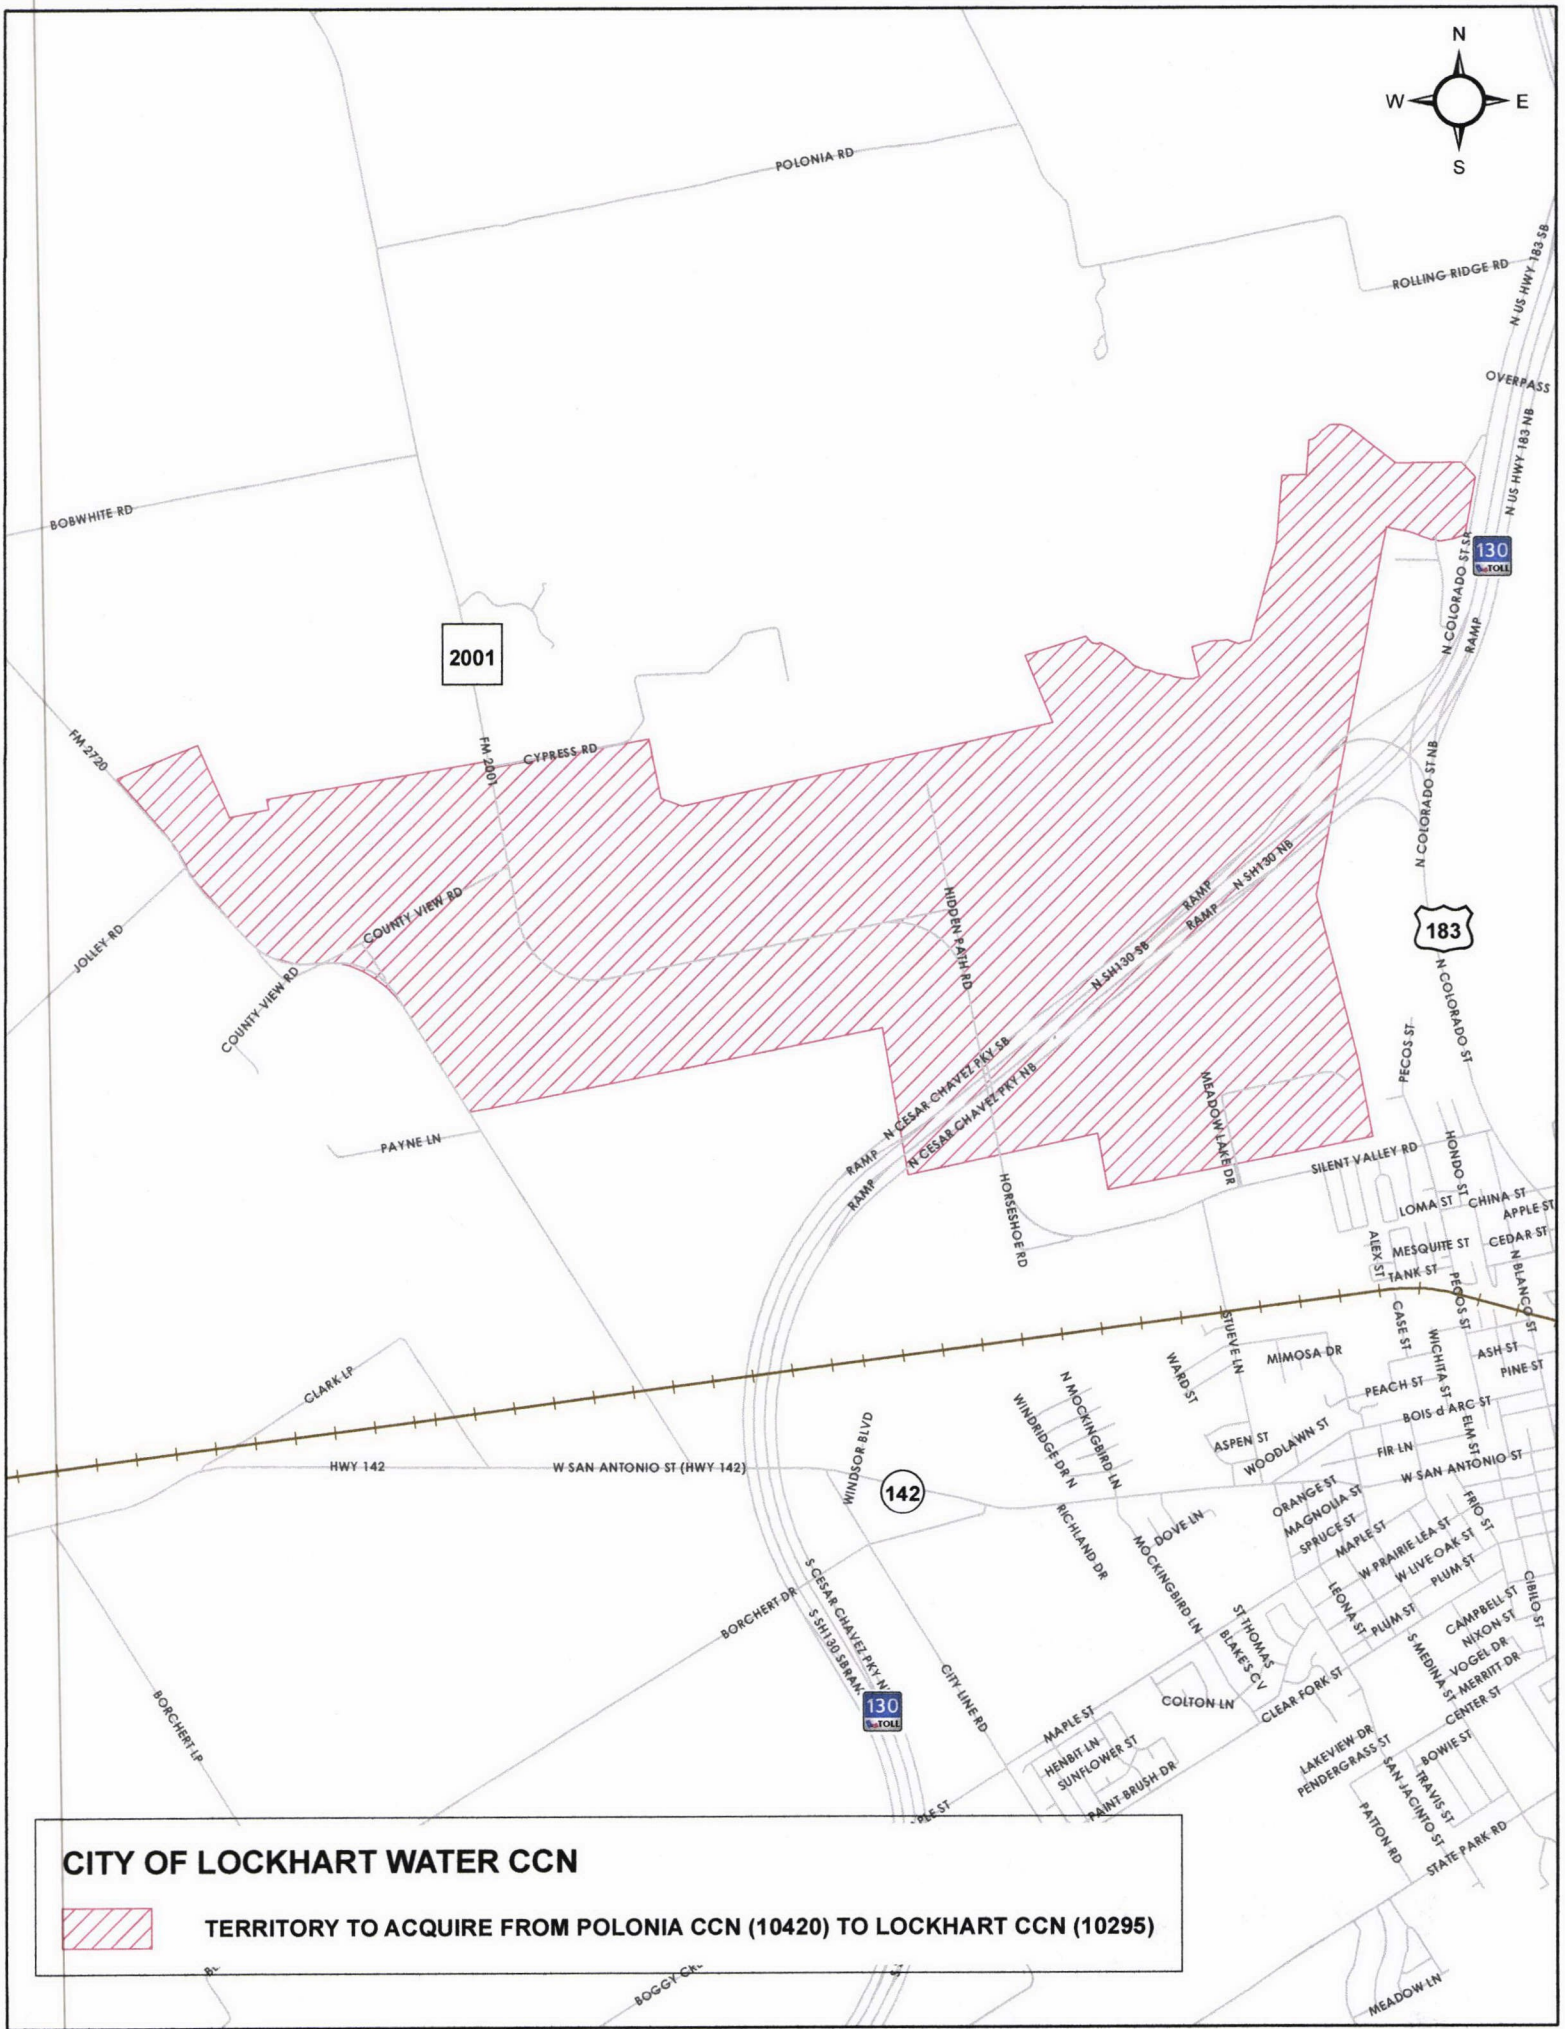 N
W
E
S
POLONIA RD
ROLLING RIDGE RD
N US HWY 183 SB
OVERPASS
N US HWY 183 NB
BOBWHITE RD
130
TOLL
N COLORADO ST SB
RAMP
2001
FM 2720
FM 2001
CYPRESS RD
N COLORADO ST NB
N SH130 NB
RAMP
RAMP
COUNTY VIEW RD
HIDDEN PATH RD
183
JOLLEY RD
N SH130 SB
N COLORADO ST
COUNTY VIEW RD
N CESAR CHAVEZ PKY SB
N CESAR CHAVEZ PKY NB
PECOS ST
MEADOW LAKE DR
PAYNE LN
RAMP
RAMP
SILENT VALLEY RD
HONDO ST
HORSESHOE RD
LOMA ST
CHINA ST
APPLE ST
ALEX ST
MESQUITE ST
CEDAR ST
TANK ST
N BLANCO ST
PECOS ST
CASE ST
STUEVE LN
MIMOSA DR
WICHITA ST
ASH ST
PINE ST
WARD ST
CLARK LP
N MOCKINGBIRD LN
WINDRIDGE DR N
PEACH ST
BOIS d ARC ST
WINDSOR BLVD
ASPEN ST
WOODLAWN ST
FIR LN
ELM ST
HWY 142
W SAN ANTONIO ST (HWY 142)
W SAN ANTONIO ST
142
ORANGE ST
MAGNOLIA ST
SPRUCE ST
MAPLE ST
FRIO ST
RICHLAND DR
DOVE LN
MOCKINGBIRD LN
W PRAIRIE LEA ST
W LIVE OAK ST
PLUM ST
S CESAR CHAVEZ PKY N
S SH130 SB
BORCHERT DR
LEONA ST
PLUM ST
CIBILO ST
CAMPBELL ST
NIXON ST
VOGEL DR
MERRITT DR
CENTER ST
ST THOMAS
BLAKE'S CV
S MEDINA ST
CITY LINE RD
130
TOLL
BORCHERT LP
COLTON LN
CLEAR FORK ST
MAPLE ST
HENBIT LN
SUNFLOWER ST
PAINT BRUSH DR
LAKEVIEW DR
PENDERGRASS ST
BOWIE ST
TRAVIS ST
SAN JACINTO ST
PATTON RD
STATE PARK RD
CITY OF LOCKHART WATER CCN
TERRITORY TO ACQUIRE FROM POLONIA CCN (10420) TO LOCKHART CCN (10295)
MEADOW LN